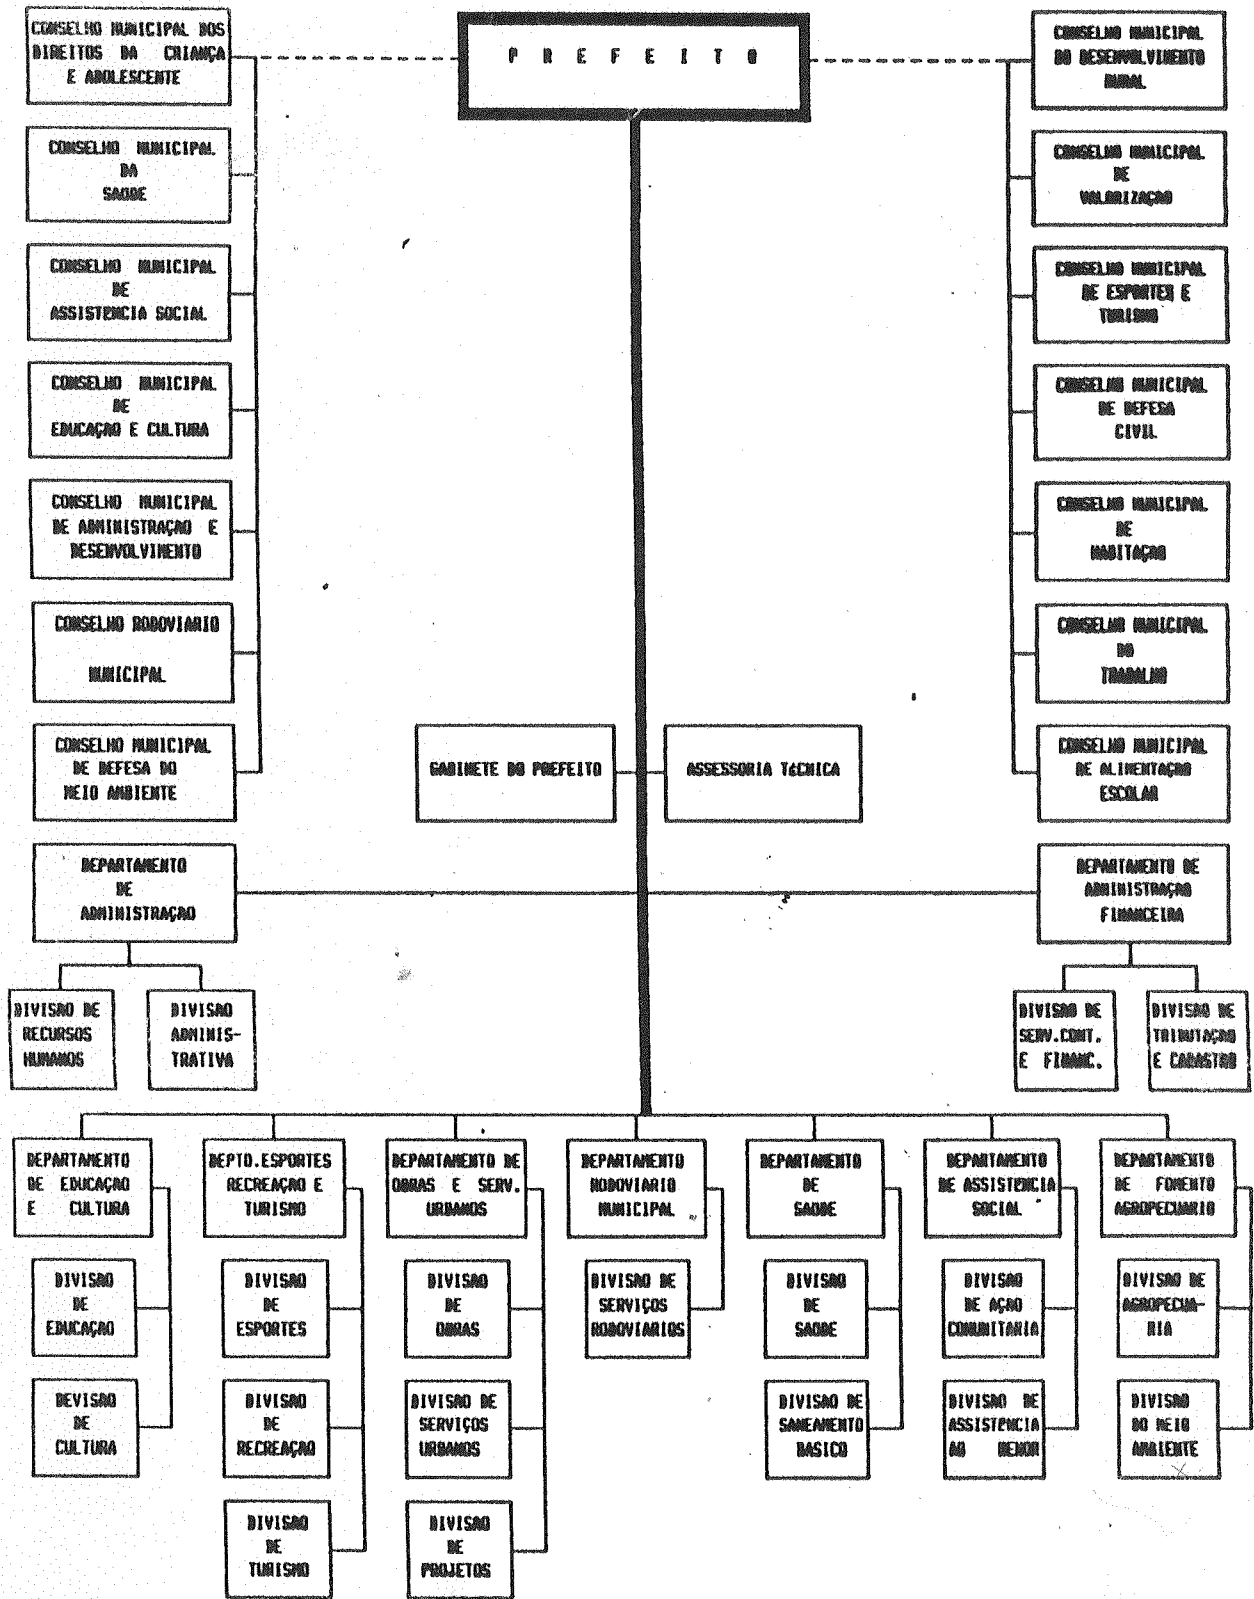 CONSELHO MUNICIPAL DOS
DIREITOS DA CRIANÇA
E ADOLESCENTE
P R E F E I T O
CONSELHO MUNICIPAL
DO DESENVOLVIMENTO
RURAL
CONSELHO MUNICIPAL
DA
SAODE
CONSELHO MUNICIPAL
DE
VALORIZAÇAO
CONSELHO MUNICIPAL
DE
ASSISTENCIA SOCIAL
CONSELHO MUNICIPAL
DE ESPORTES E
TURISMO
CONSELHO MUNICIPAL
DE
EDUCAÇAO E CULTURA
CONSELHO MUNICIPAL
DE DEFESA
CIVIL
CONSELHO MUNICIPAL
DE ADMINISTRAÇAO E
DESENVOLVIMENTO
CONSELHO MUNICIPAL
DE
HABITAÇAO
CONSELHO RODOVIARIO
MUNICIPAL
CONSELHO MUNICIPAL
DO
TRABALHO
CONSELHO MUNICIPAL
DE DEFESA DO
MEIO AMBIENTE
GABINETE DO PREFEITO
ASSESSORIA TéCNICA
CONSELHO MUNICIPAL
DE ALIMENTAÇAO
ESCOLAR
DEPARTAMENTO
DE
ADMINISTRAÇAO
DEPARTAMENTO DE
ADMINISTRAÇAO
FINANCEIRA
DIVISAO DE
RECURSOS
HUMANOS
DIVISAO
ADMINIS-
TRATIVA
DIVISAO DE
SERV.CONT.
E FINANC.
DIVISAO DE
TRIBUTAÇAO
E CADASTRO
DEPARTAMENTO
DE EDUCAÇAO
E CULTURA
DEPTO.ESPORTES
RECREAÇAO E
TURISMO
DEPARTAMENTO DE
OBRAS E SERV.
URBANOS
DEPARTAMENTO
RODOVIARIO
MUNICIPAL
DEPARTAMENTO
DE
SAODE
DEPARTAMENTO
DE ASSISTENCIA
SOCIAL
DEPARTAMENTO
DE FOMENTO
AGROPECUARIO
DIVISAO
DE
EDUCAÇAO
DIVISAO
DE
ESPORTES
DIVISAO
DE
OBRAS
DIVISAO DE
SERVIÇOS
RODOVIARIOS
DIVISAO
DE
SAODE
DIVISAO
DE AÇAO
COMUNITARIA
DIVISAO DE
AGROPECUA-
RIA
DEVISAO
DE
CULTURA
DIVISAO
DE
RECREAÇAO
DIVISAO DE
SERVIÇOS
URBANOS
DIVISAO DE
SANEAMENTO
BASICO
DIVISAO DE
ASSISTENCIA
AO MENOR
DIVISAO
DO MEIO
AMBIENTE
DIVISAO
DE
TURISMO
DIVISAO
DE
PROJETOS